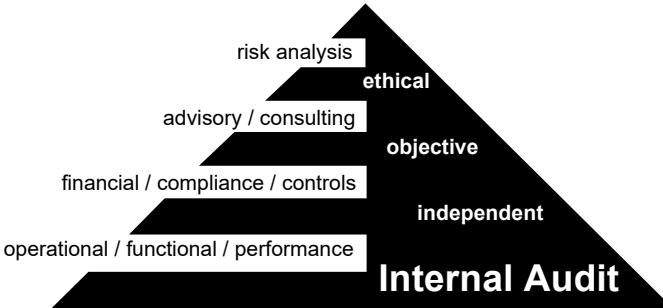 risk analysis
ethical
advisory / consulting
objective
financial / compliance / controls
independent
operational / functional / performance
Internal Audit